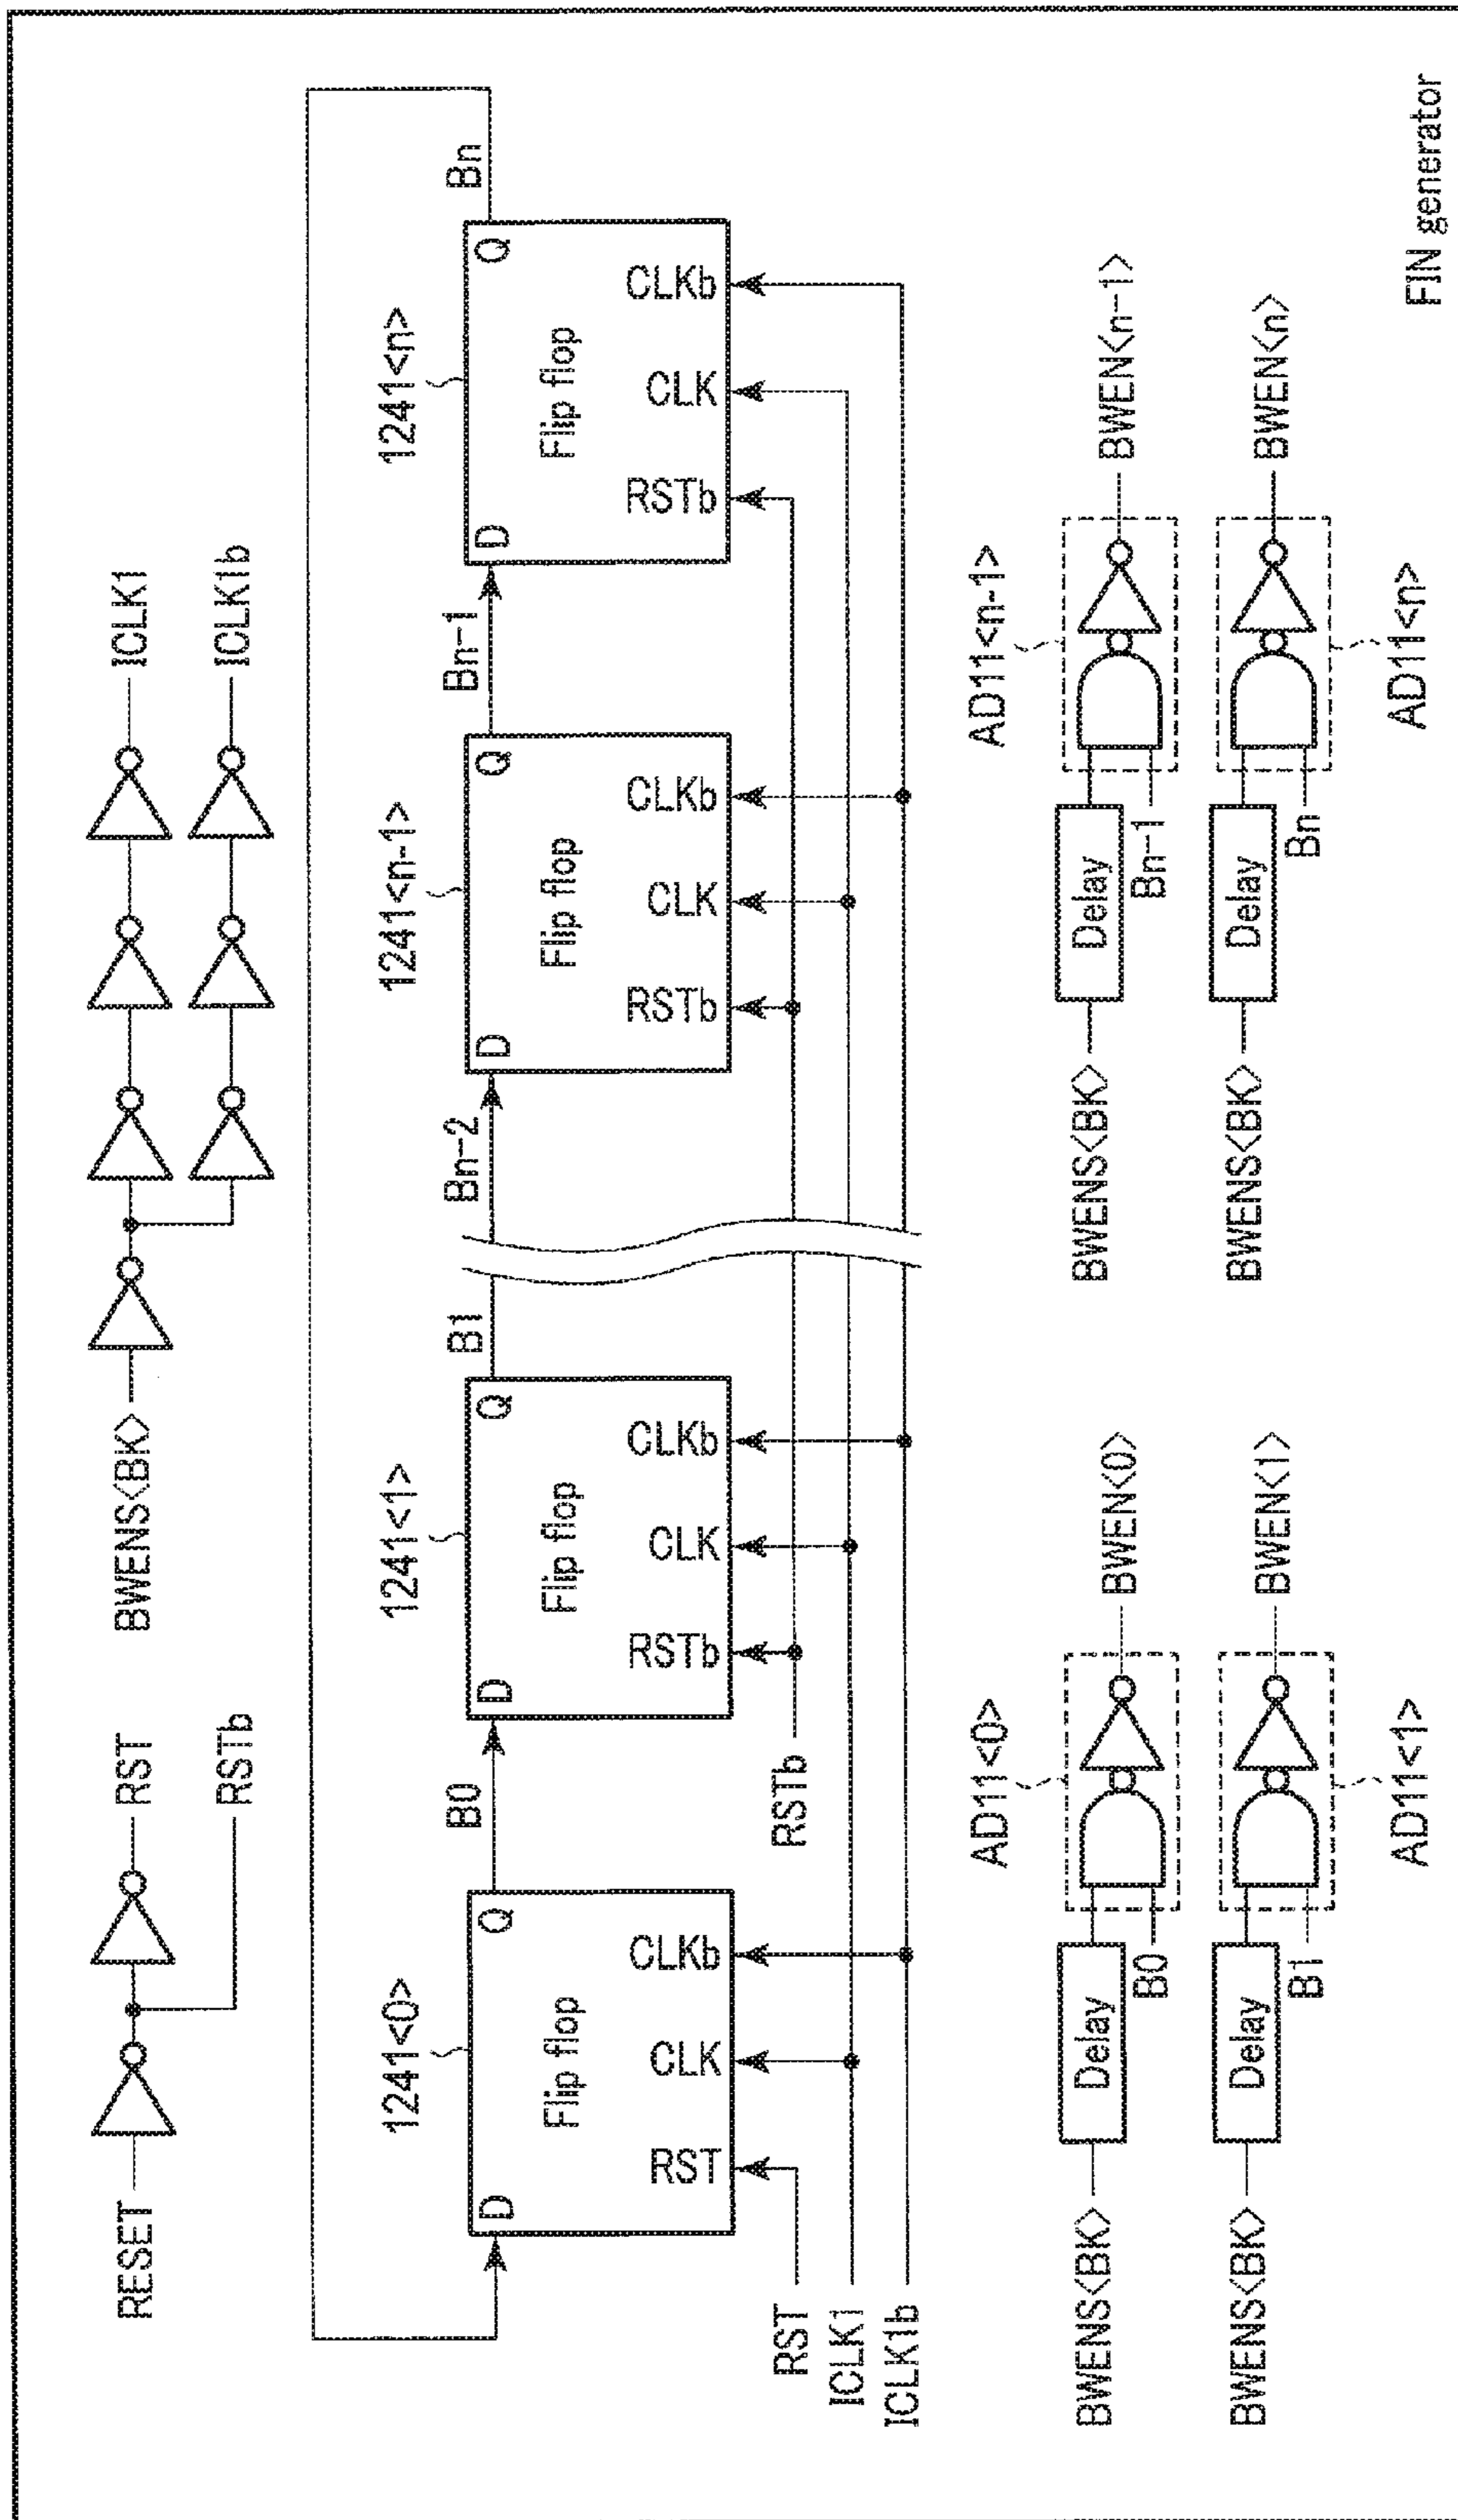 RESET
RST
RSTb
BWENS<BK>
ICLK1
ICLK1b
1241<0>
1241<1>
1241<n-1>
1241<n>
D
Q
Flip flop
RST
CLK
CLKb
B0
D
Q
Flip flop
RSTb
CLK
CLKb
B1
Bn-2
D
Q
Flip flop
RSTb
CLK
CLKb
Bn-1
D
Q
Flip flop
RSTb
CLK
CLKb
Bn
RST
ICLK1
ICLK1b
RSTb
BWENS<BK>
Delay
B0
AD11<0>
BWEN<0>
BWENS<BK>
Delay
B1
AD11<1>
BWEN<1>
BWENS<BK>
Delay
Bn-1
AD11<n-1>
BWEN<n-1>
BWENS<BK>
Delay
Bn
AD11<n>
BWEN<n>
FIN generator